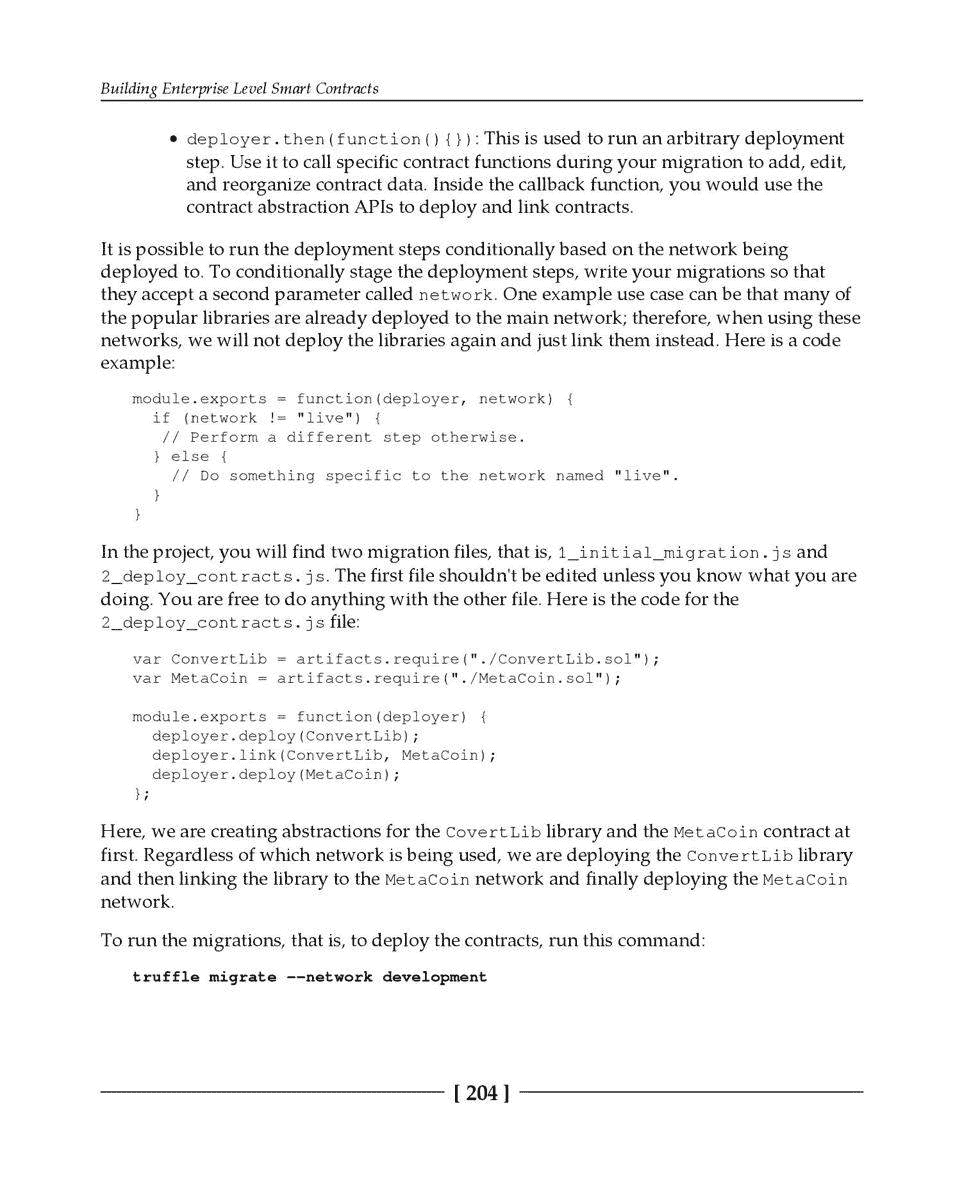 Building Enterprise Level Smart Contracts
• deployer.then(function(){}): This is used to run an arbitrary deployment
step. Use it to call specific contract functions during your migration to add, edit,
and reorganize contract data. Inside the callback function, you would use the
contract abstraction APIs to deploy and link contracts.
It is possible to run the deployment steps conditionally based on the network being
deployed to. To conditionally stage the deployment steps, write your migrations so that
they accept a second parameter called network. One example use case can be that many of
the popular libraries are already deployed to the main network; therefore, when using these
networks, we will not deploy the libraries again and just link them instead. Here is a code
example:
module.exports = function(deployer, network) {
if (network != "live") {
// Perform a different step otherwise.
} else {
// Do something specific to the network named "live".
}
}
In the project, you will find two migration files, that is, 1_initial_migration.js and
2_deploy_contracts.js. The first file shouldn't be edited unless you know what you are
doing. You are free to do anything with the other file. Here is the code for the
2_deploy_contracts.js file:
var ConvertLib = artifacts.require("./ConvertLib.sol");
var MetaCoin = artifacts.require("./MetaCoin.sol");
module.exports = function(deployer) {
deployer.deploy(ConvertLib);
deployer.link(ConvertLib, MetaCoin);
deployer.deploy(MetaCoin);
};
Here, we are creating abstractions for the CovertLib library and the MetaCoin contract at
first. Regardless of which network is being used, we are deploying the ConvertLib library
and then linking the library to the MetaCoin network and finally deploying the MetaCoin
network.
To run the migrations, that is, to deploy the contracts, run this command:
truffle migrate --network development
[ 204 ]